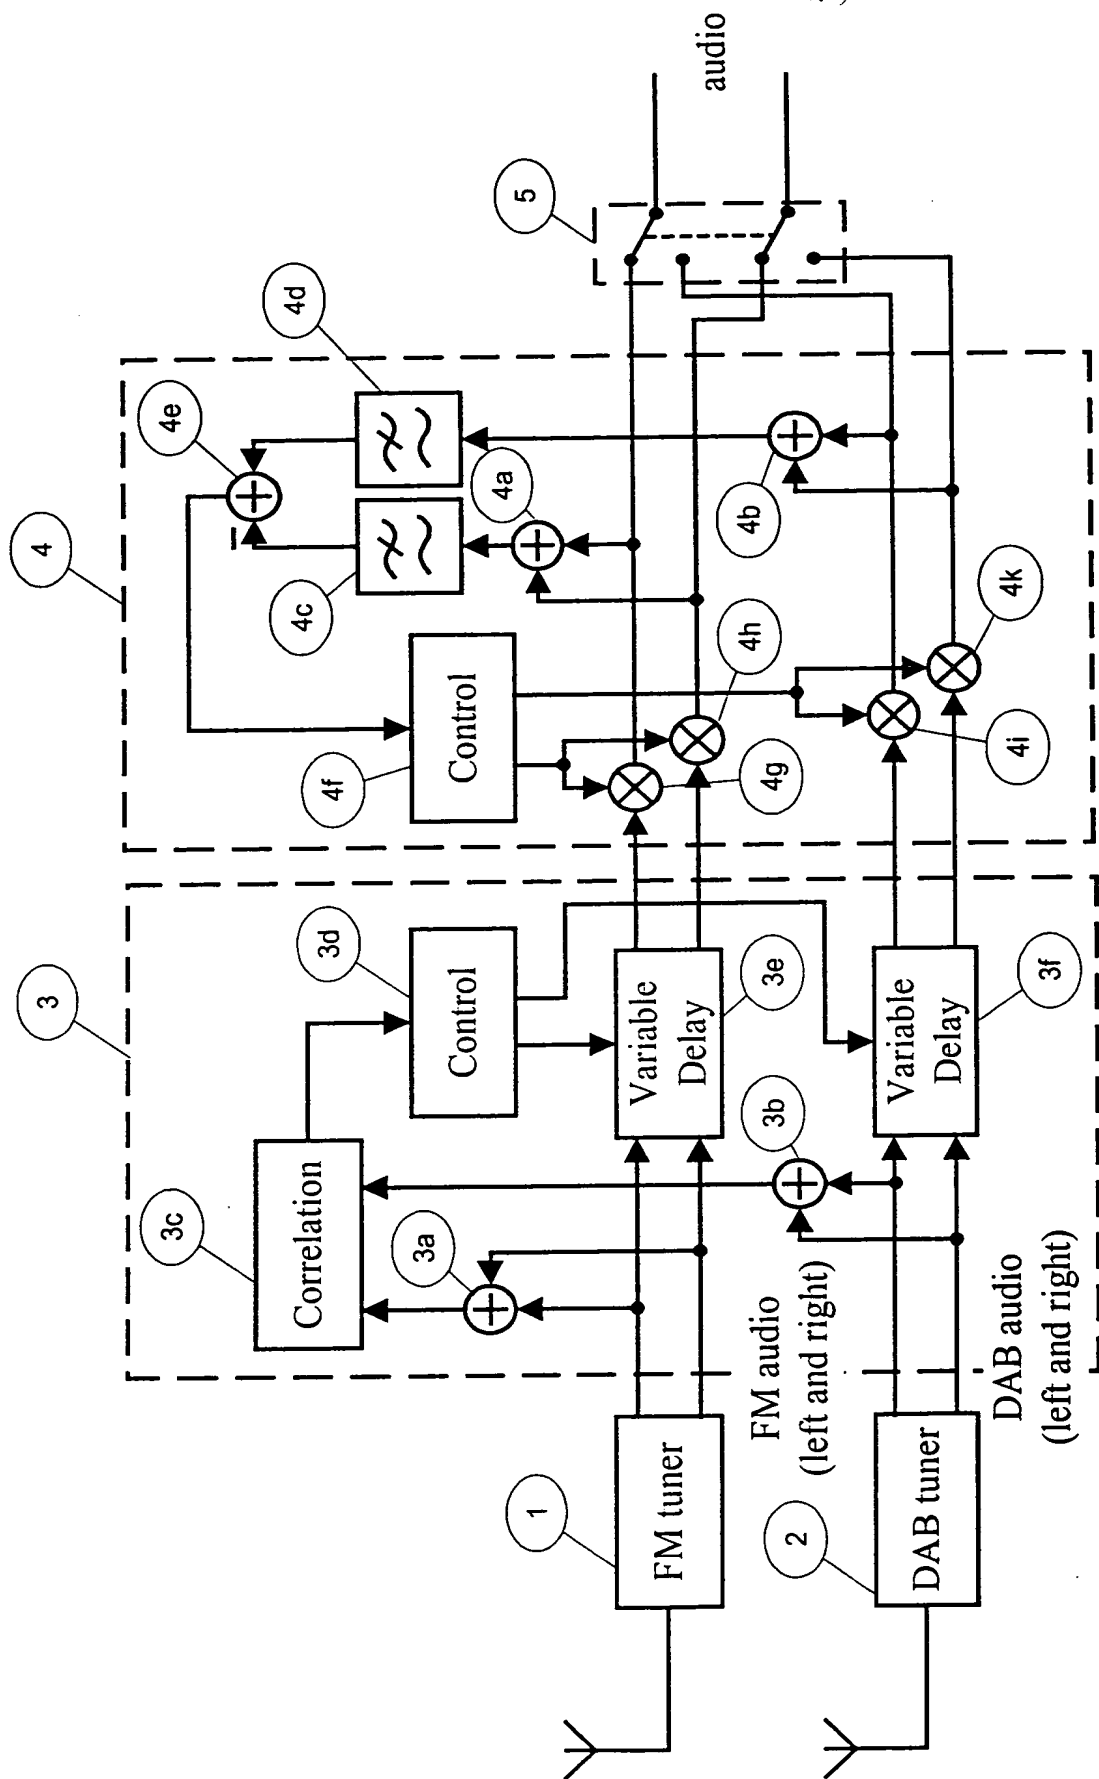 audio
5
4d
4e
4
4a
4b
4c
4k
4h
4f
Control
4g
4i
3
3d
Control
Variable
Delay
3e
Variable
Delay
3f
3b
3c
Correlation
3a
FM audio
(left and right)
DAB audio
(left and right)
1
FM tuner
2
DAB tuner